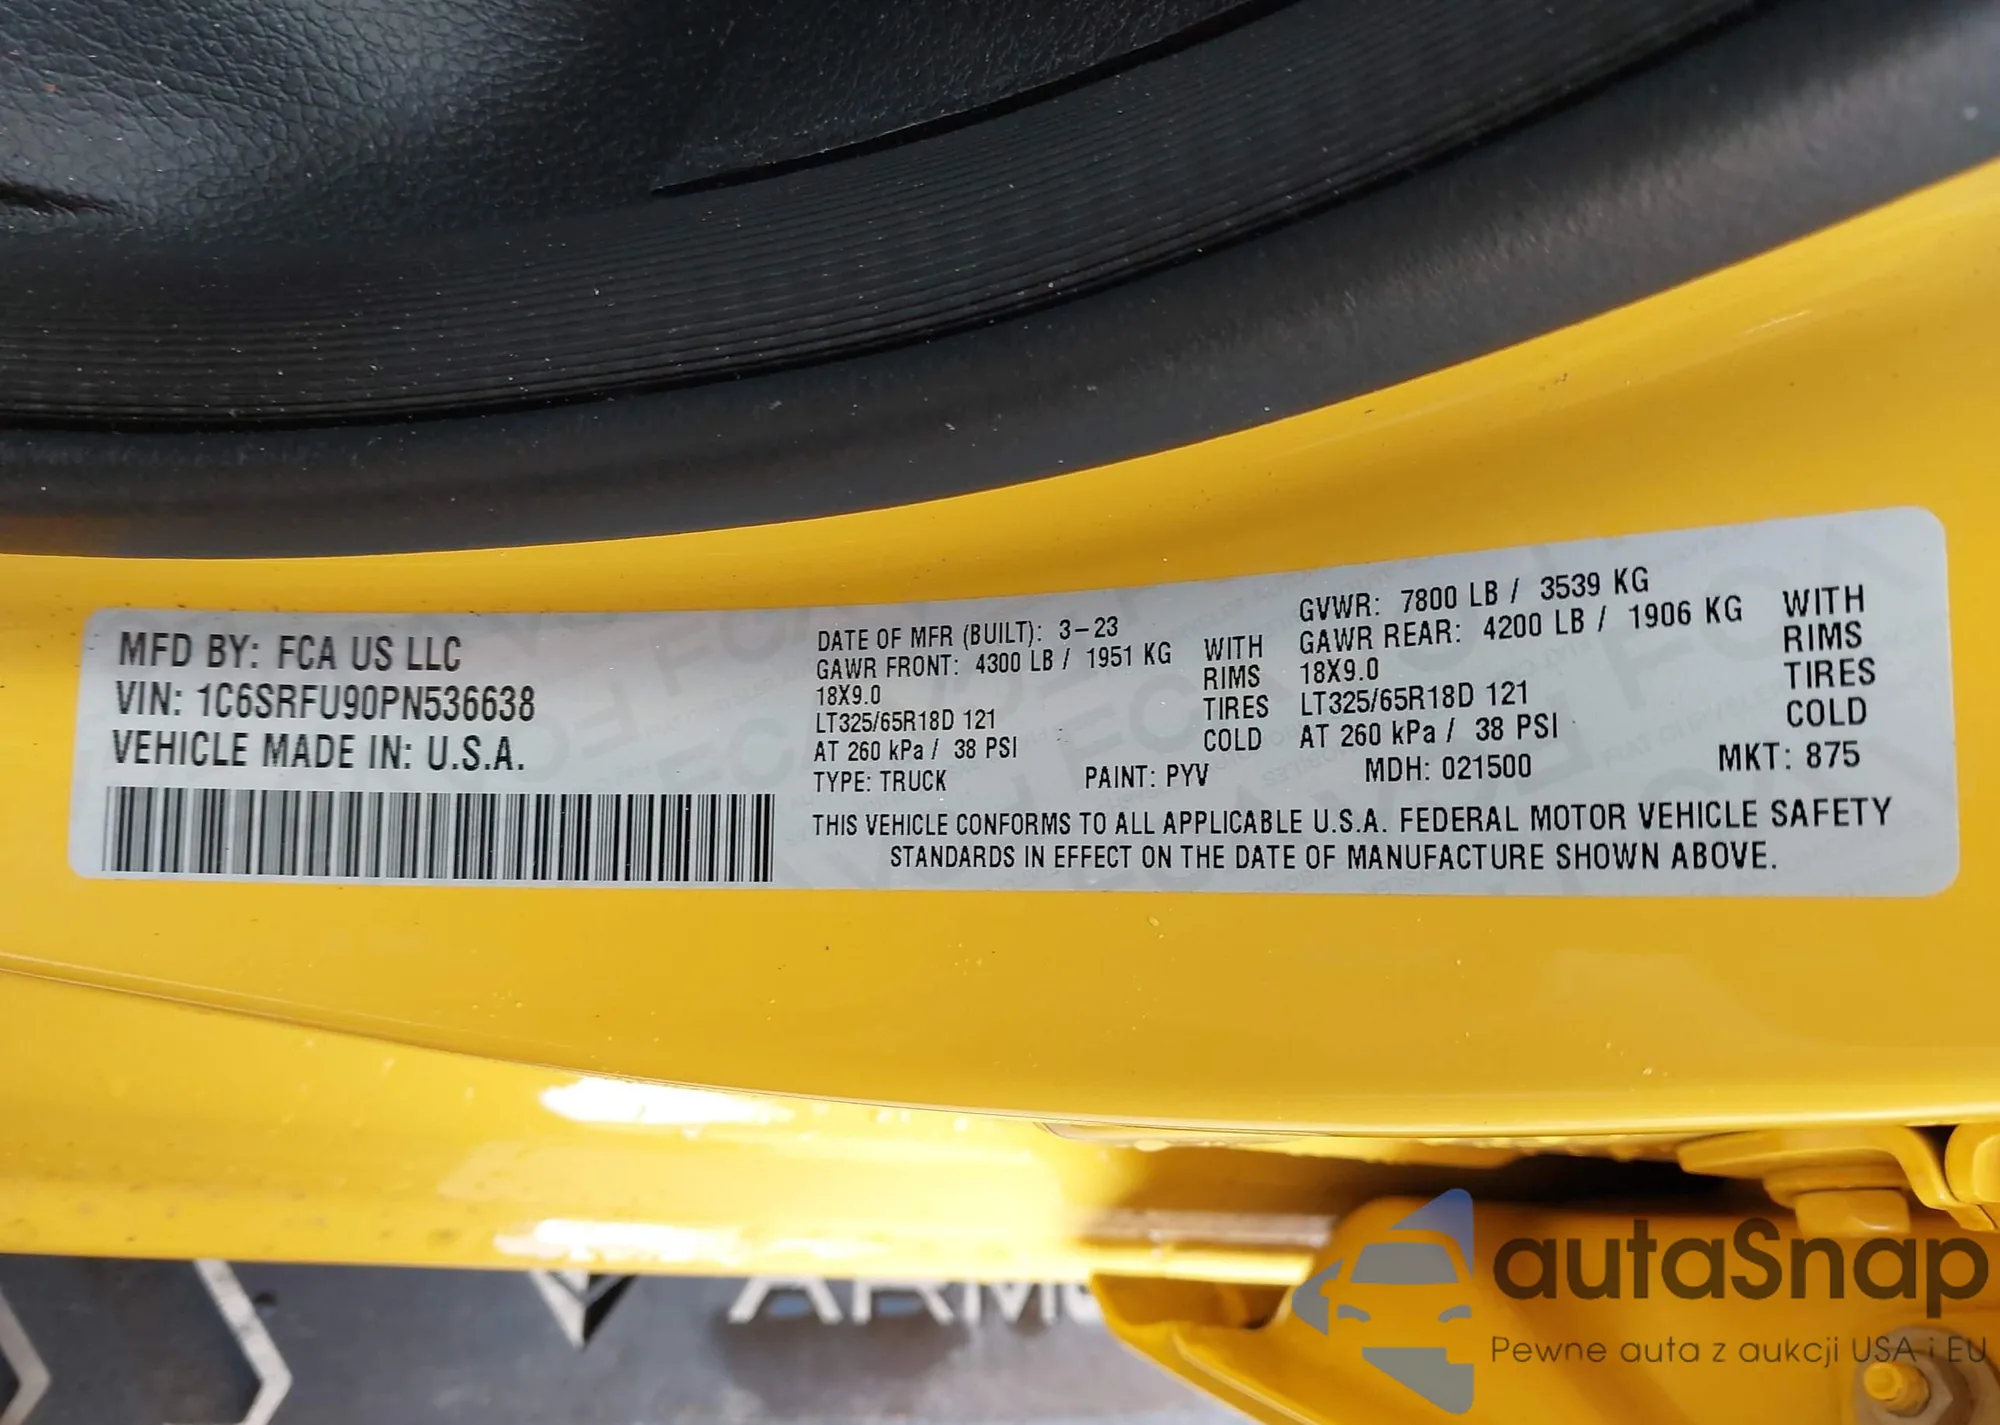 MFD BY: FCA US LLC
VIN: 1C6SRFU90PN536638
VEHICLE MADE IN: U.S.A.
DATE OF MFR (BUILT): 3-23 GVWR: 7800 LB / 3539 KG
GAWR FRONT: 4300 LB / 1951 KG WITH GAWR REAR: 4200 LB / 1906 KG WITH
18X9.0 RIMS 18X9.0 RIMS
LT325/65R18D 121 TIRES LT325/65R18D 121 TIRES
AT 260 kPa / 38 PSI COLD AT 260 kPa / 38 PSI COLD
TYPE: TRUCK PAINT: PYV MDH: 021500 MKT: 875
THIS VEHICLE CONFORMS TO ALL APPLICABLE U.S.A. FEDERAL MOTOR VEHICLE SAFETY
STANDARDS IN EFFECT ON THE DATE OF MANUFACTURE SHOWN ABOVE.
autaSnap
Pewne auta z aukcji USA i EU